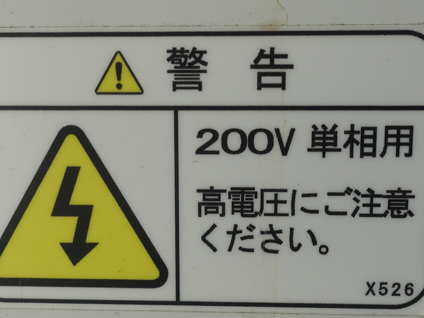 警告
200V 単相用
高電圧にご注意
ください。
X526